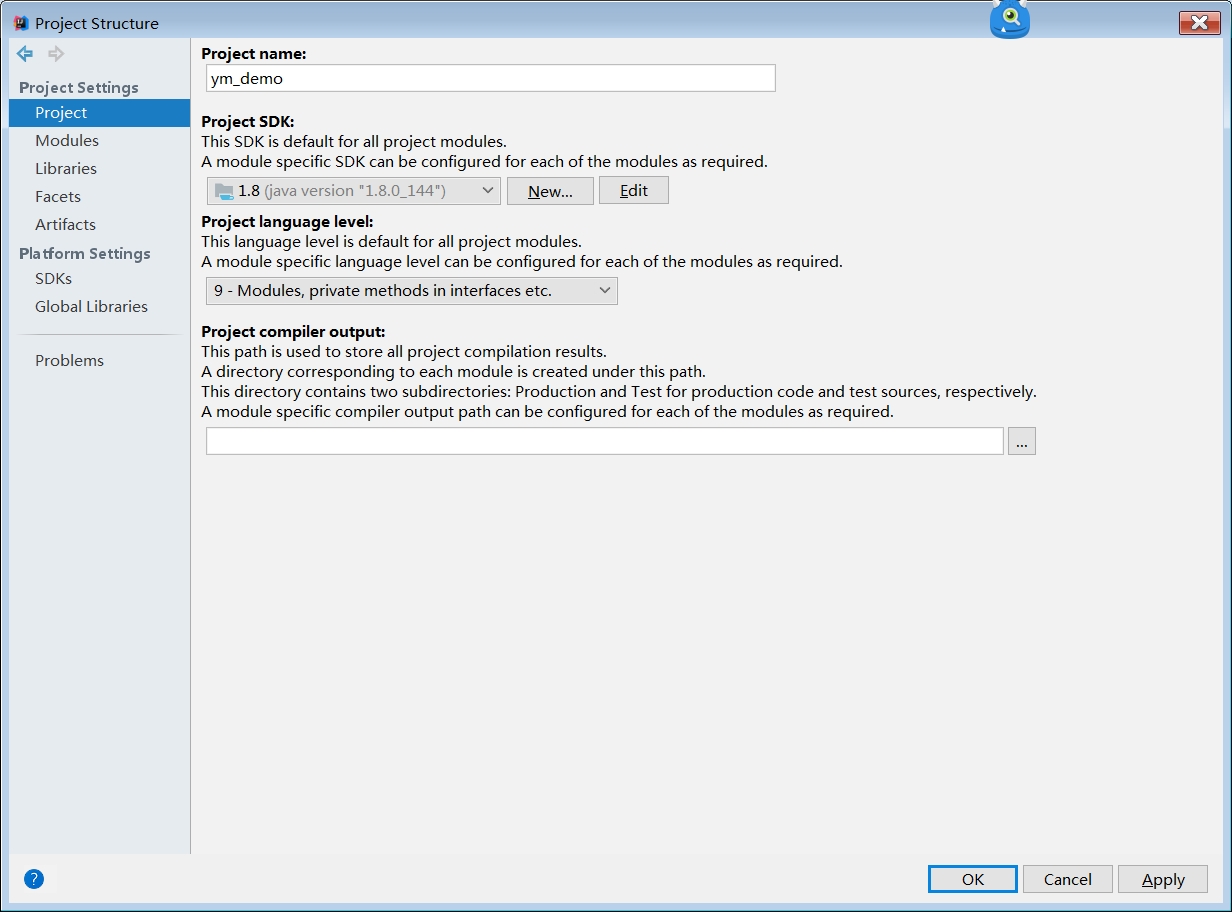 Project Structure
Project Settings
Project
Modules
Libraries
Facets
Artifacts
Platform Settings
SDKs
Global Libraries
Problems
Project name:
ym_demo
Project SDK:
This SDK is default for all project modules.
A module specific SDK can be configured for each of the modules as required.
1.8 (java version "1.8.0_144") New... Edit
Project language level:
This language level is default for all project modules.
A module specific language level can be configured for each of the modules as required.
9 - Modules, private methods in interfaces etc.
Project compiler output:
This path is used to store all project compilation results.
A directory corresponding to each module is created under this path.
This directory contains two subdirectories: Production and Test for production code and test sources, respectively.
A module specific compiler output path can be configured for each of the modules as required.
...
? OK Cancel Apply